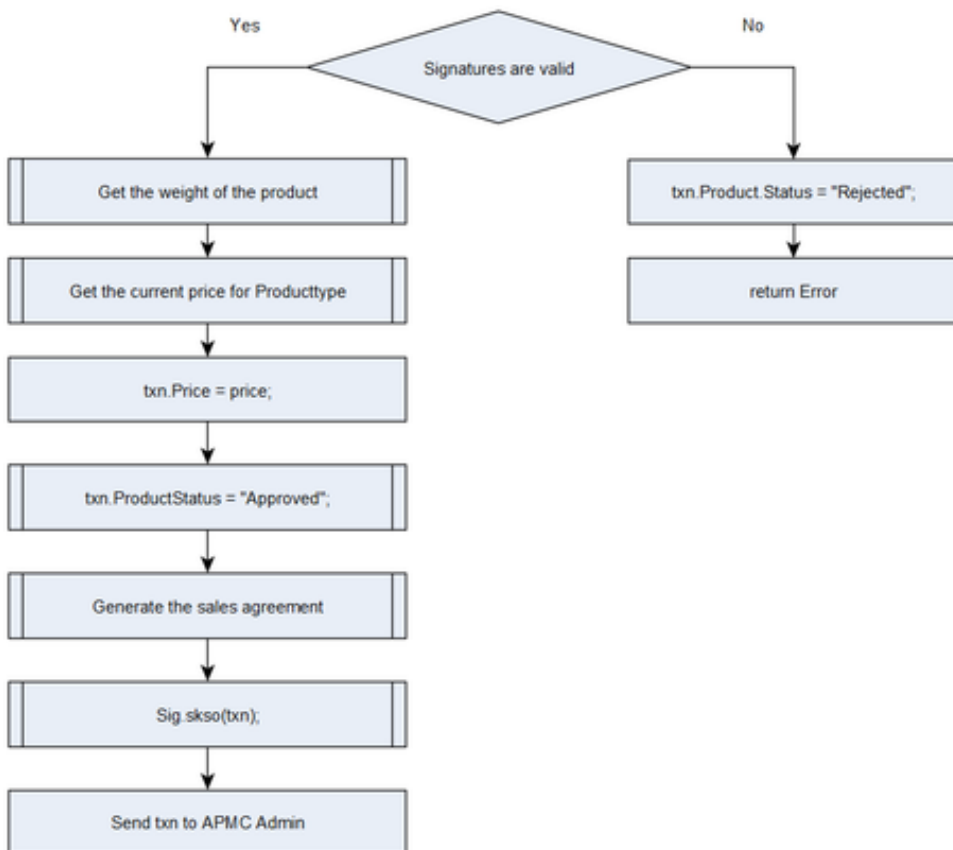 Yes
No
Signatures are valid
Get the weight of the product
txn.Product.Status = "Rejected";
Get the current price for Producttype
return Error
txn.Price = price;
txn.ProductStatus = "Approved";
Generate the sales agreement
Sig.skso(txn);
Send txn to APMC Admin